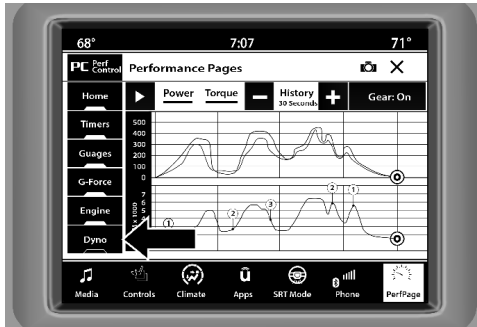 68° 7:07 71°
PC Perf Control Performance Pages
Home
Timers
Guages
G-Force
Engine
Dyno
Power Torque
History
30 Seconds
Gear: On
500
400
300
200
100
0
7
6
5
4
x 1000
1 2 3 2 1
Media Controls Climate Apps SRT Mode Phone PerfPage